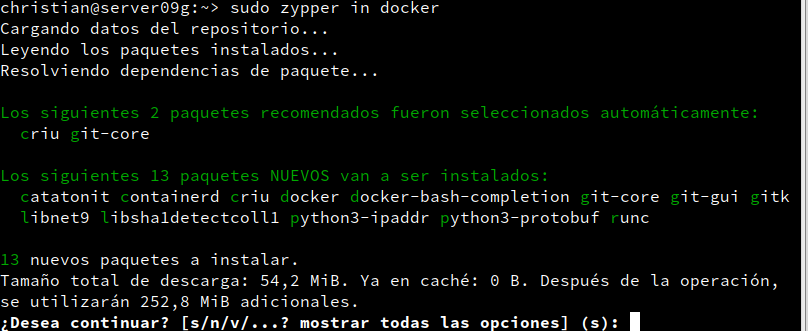 christian@server09g:~> sudo zypper in docker
Cargando datos del repositorio...
Leyendo los paquetes instalados...
Resolviendo dependencias de paquete...
Los siguientes 2 paquetes recomendados fueron seleccionados automáticamente:
criu git-core
Los siguientes 13 paquetes NUEVOS van a ser instalados:
catatonit containerd criu docker docker-bash-completion git-core git-gui gitk
libnet9 libsha1detectcoll1 python3-ipaddr python3-protobuf runc
13 nuevos paquetes a instalar.
Tamaño total de descarga: 54,2 MiB. Ya en caché: 0 B. Después de la operación,
se utilizarán 252,8 MiB adicionales.
¿Desea continuar? [s/n/v/...? mostrar todas las opciones] (s):